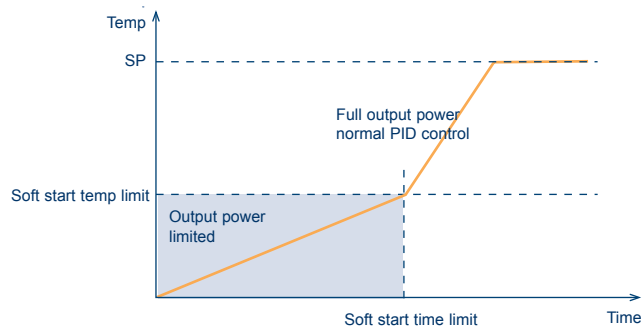 Temp
SP
Full output power
normal PID control
Soft start temp limit
Output power
limited
Soft start time limit
Time